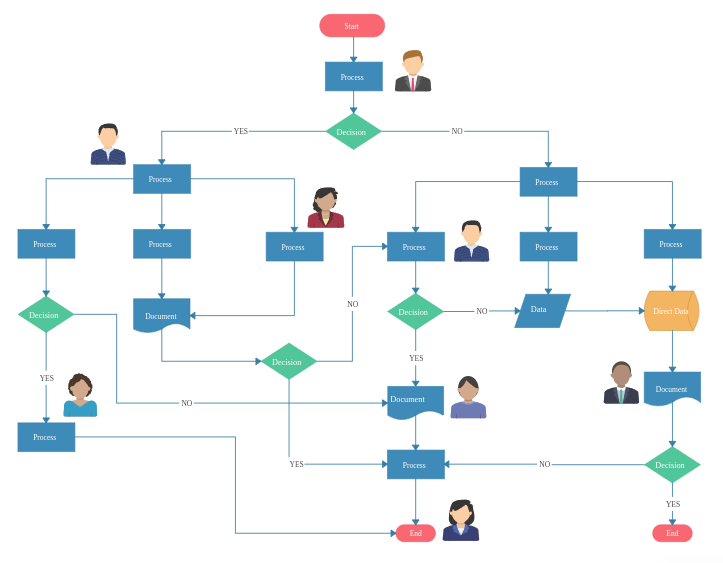 Start
Process
Decision
YES
NO
Process
Process
Process
Process
Process
Process
Process
Process
Decision
Document
NO
Decision
NO
Data
Direct Data
Decision
YES
YES
NO
Document
Document
Process
YES
Process
NO
Decision
YES
End
End